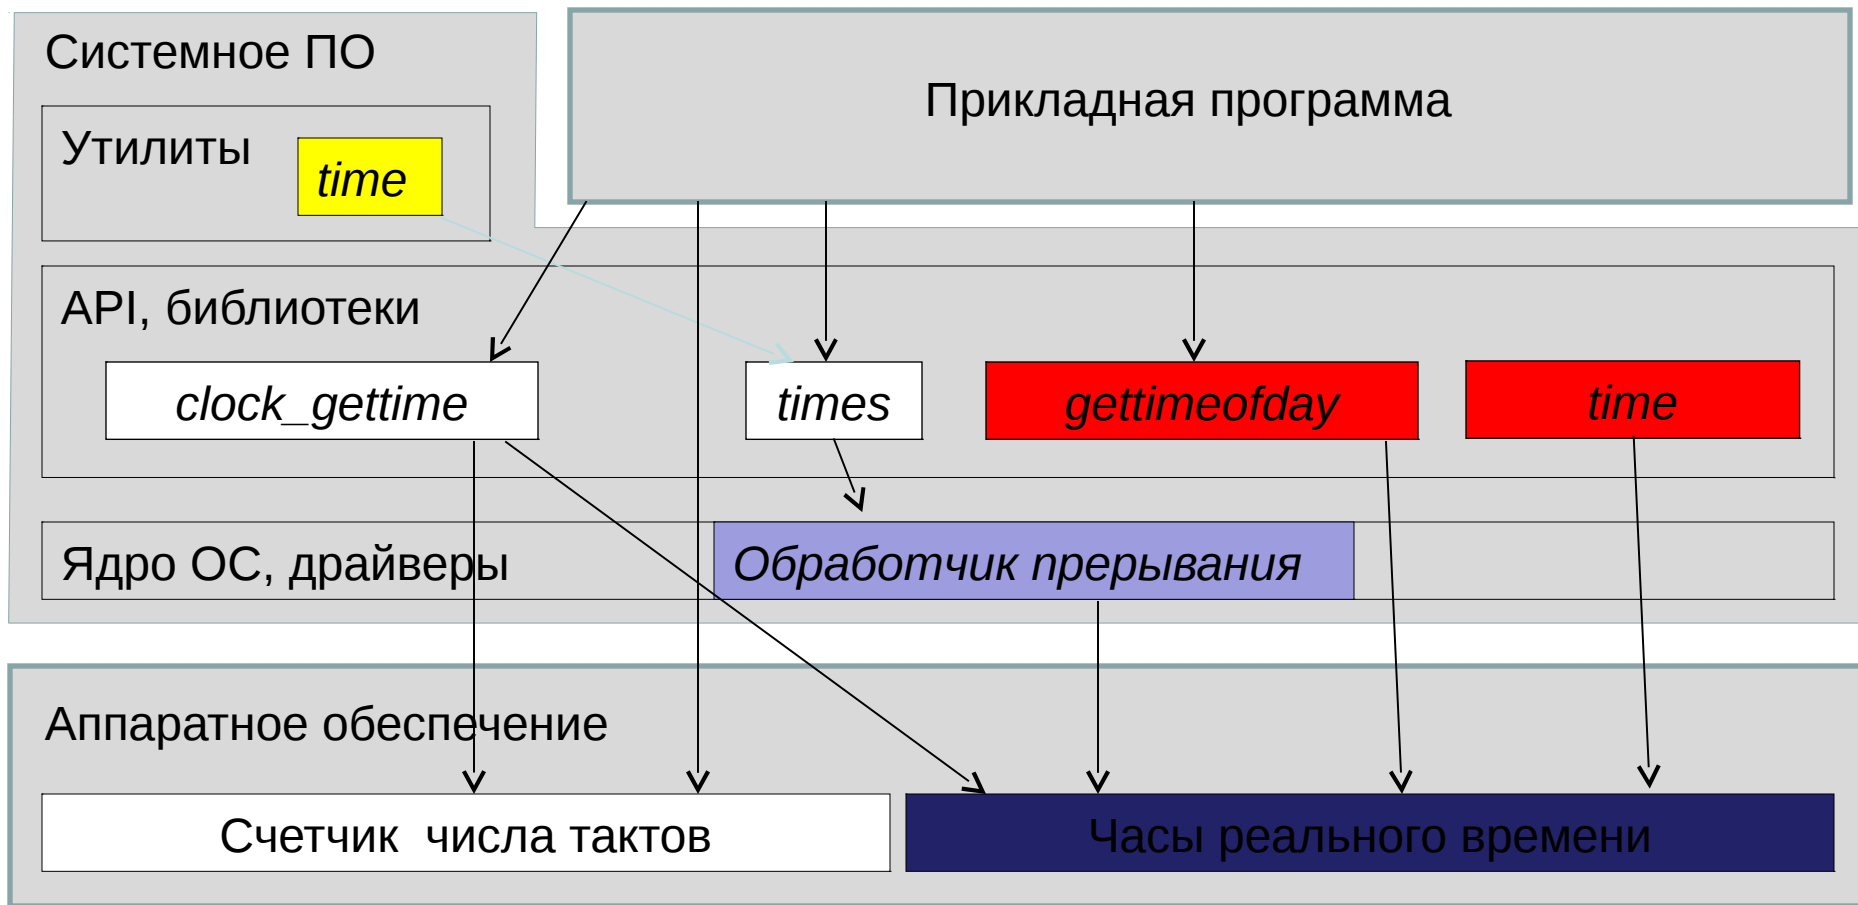 Системное ПО
Прикладная программа
Утилиты
time
API, библиотеки
clock_gettime
times
gettimeofday
time
Ядро ОС, драйверы
Обработчик прерывания
Аппаратное обеспечение
Счетчик числа тактов
Часы реального времени